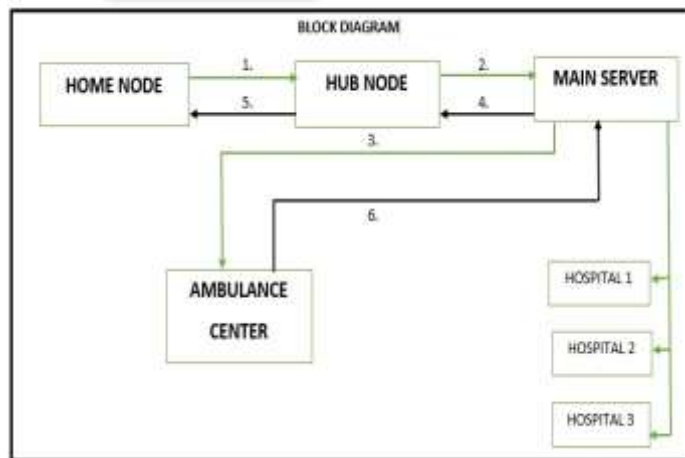 BLOCK DIAGRAM
HOME NODE
1.
HUB NODE
2.
MAIN SERVER
5.
4.
3.
6.
AMBULANCE
CENTER
HOSPITAL 1
HOSPITAL 2
HOSPITAL 3